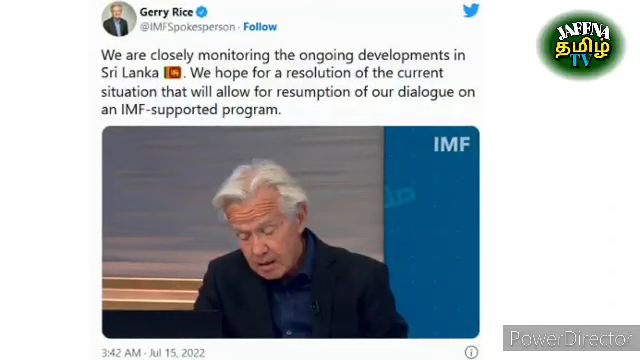 Gerry Rice
@IMFSpokesperson · Follow
We are closely monitoring the ongoing developments in
Sri Lanka 🇱🇰. We hope for a resolution of the current
situation that will allow for resumption of our dialogue on
an IMF-supported program.
IMF
3:42 AM · Jul 15, 2022
JAFFNA
தமிழ்
TV
PowerDirector